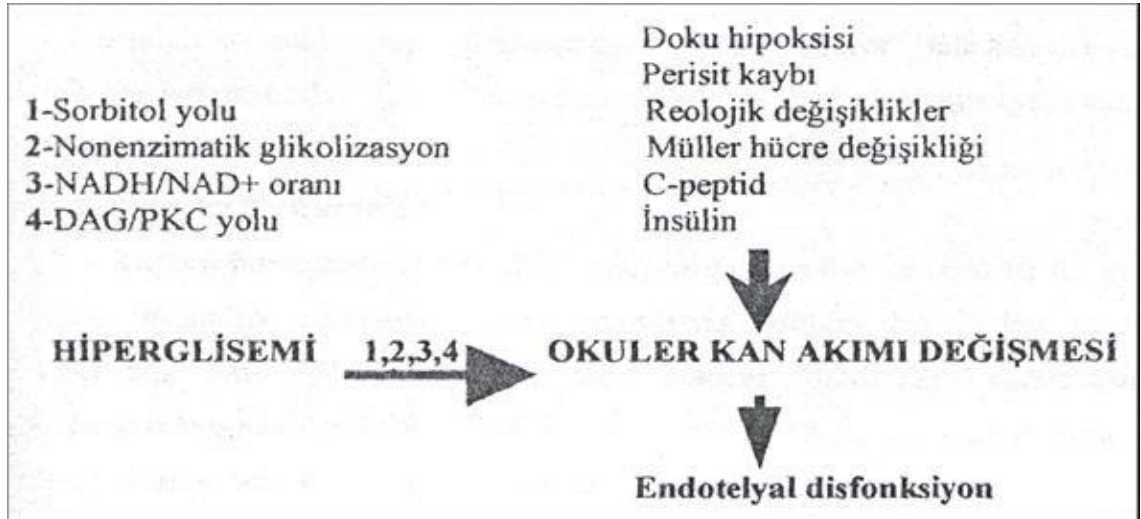 Doku hipoksisi
Perisit kaybı
1-Sorbitol yolu
Reolojik değişiklikler
2-Nonenzimatik glikolizasyon
Müller hücre değişikliği
3-NADH/NAD+ oranı
C-peptid
4-DAG/PKC yolu
İnsülin
HİPERGLİSEMİ 1,2,3,4 OKULER KAN AKIMI DEĞİŞMESİ
Endotelyal disfonksiyon